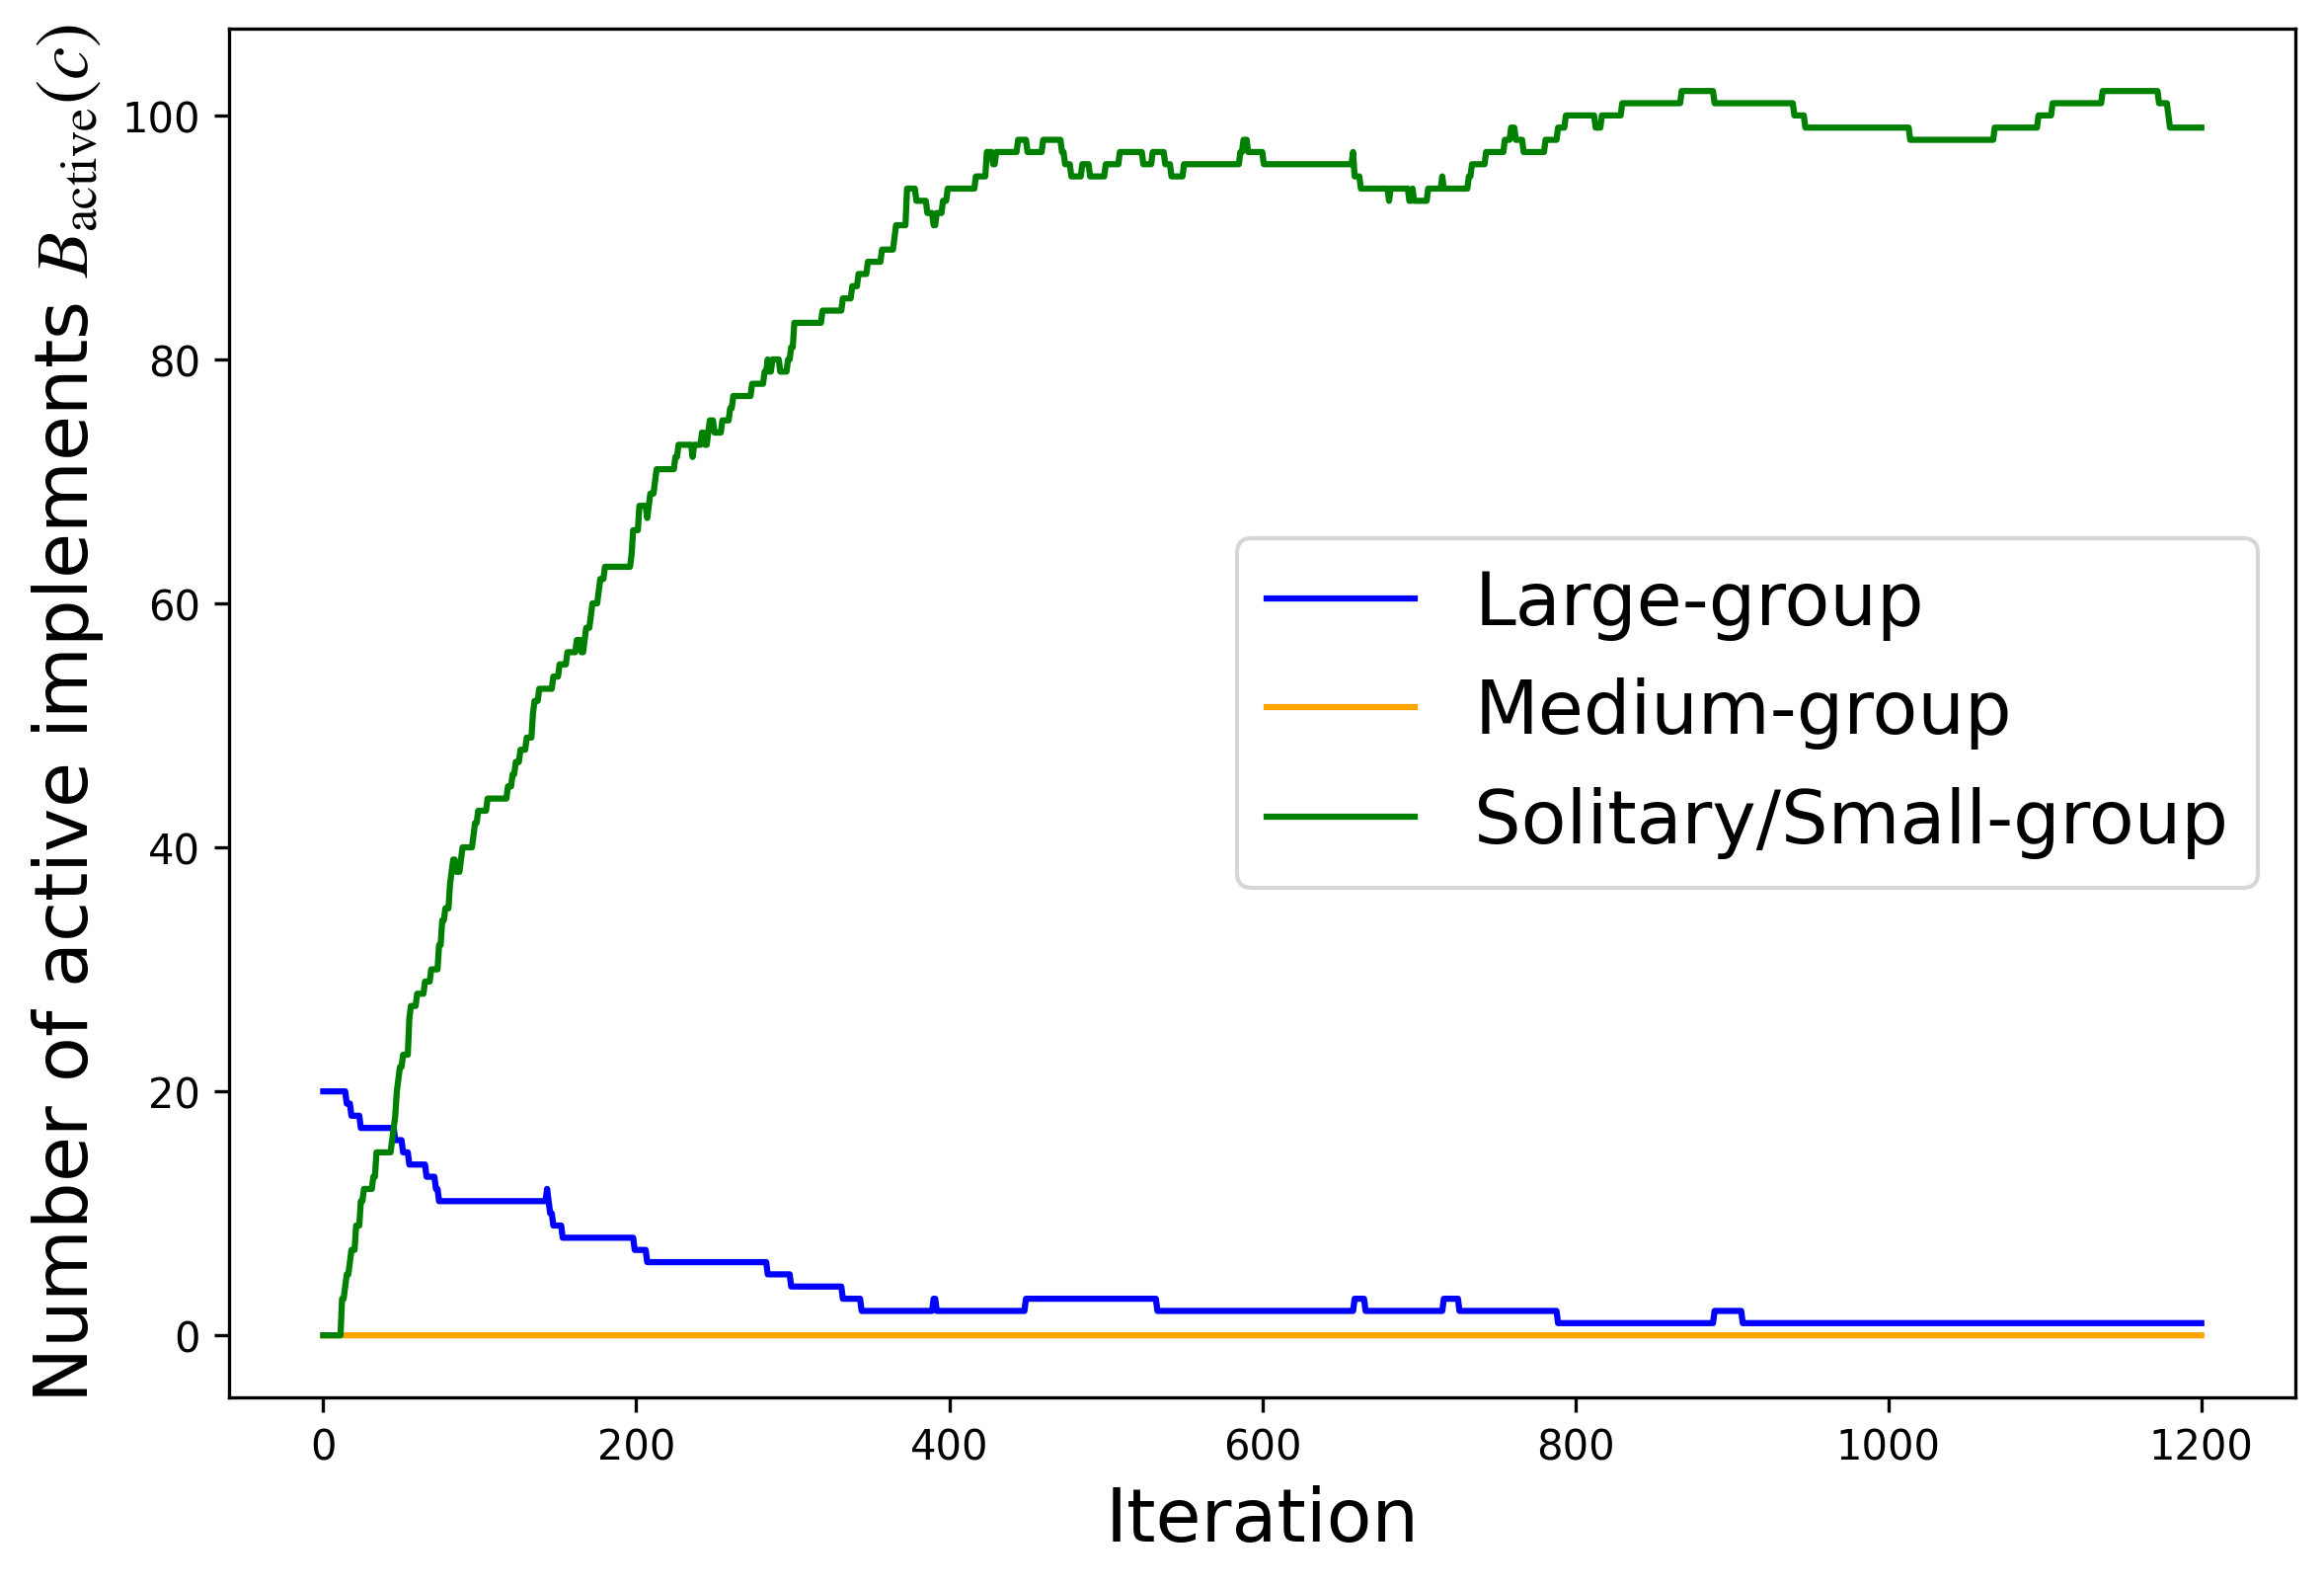 Number of active implements B_active(c)
100
80
60
40
20
0
0 200 400 600 800 1000 1200
Iteration
Large-group
Medium-group
Solitary/Small-group